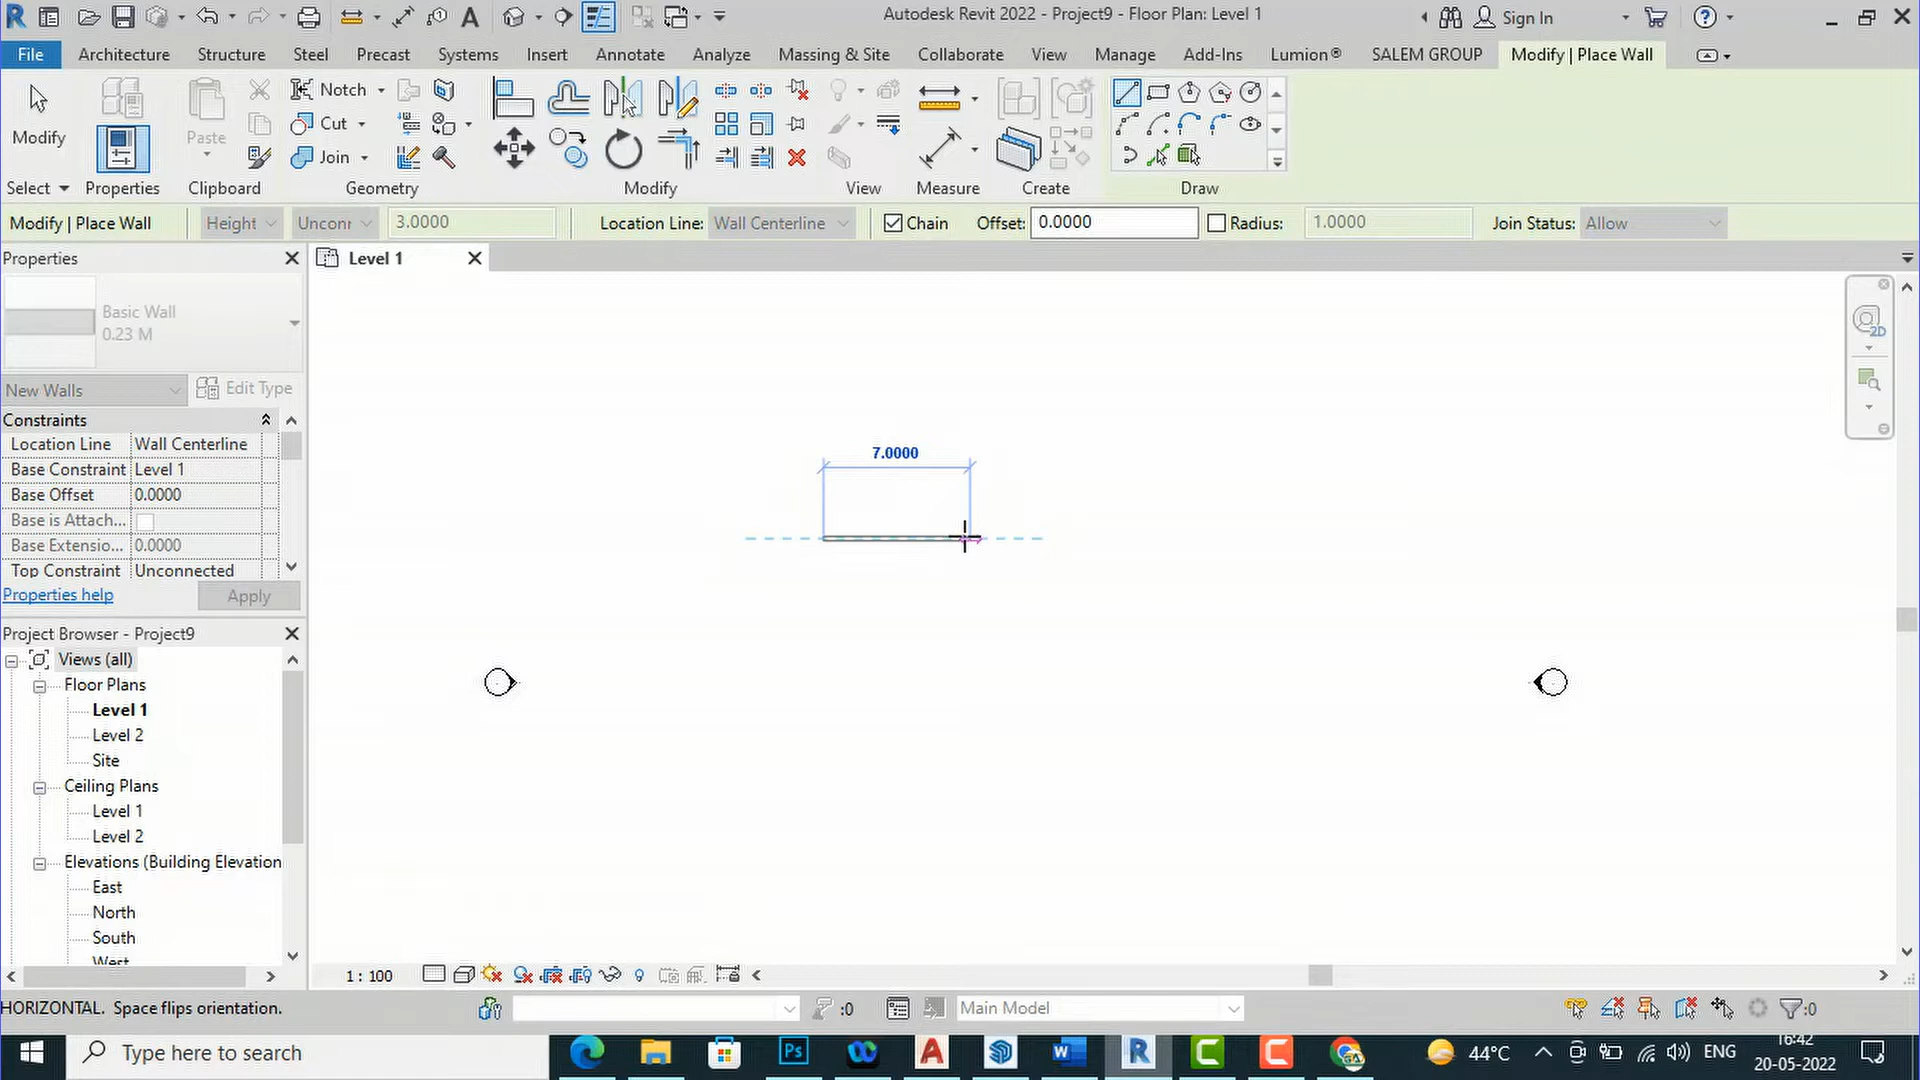 Autodesk Revit 2022 - Project9 - Floor Plan: Level 1
Sign In
File Architecture Structure Steel Precast Systems Insert Annotate Analyze Massing & Site Collaborate View Manage Add-Ins Lumion® SALEM GROUP Modify | Place Wall
Modify
Paste
Notch
Cut
Join
Select Properties Clipboard Geometry Modify View Measure Create Draw
Modify | Place Wall Height Unconr 3.0000 Location Line: Wall Centerline Chain Offset: 0.0000 Radius: 1.0000 Join Status: Allow
Properties
Level 1
Basic Wall
0.23 M
New Walls Edit Type
Constraints
Location Line Wall Centerline
Base Constraint Level 1
Base Offset 0.0000
Base is Attach...
Base Extensio... 0.0000
Top Constraint Unconnected
Properties help Apply
7.0000
Project Browser - Project9
Views (all)
Floor Plans
Level 1
Level 2
Site
Ceiling Plans
Level 1
Level 2
Elevations (Building Elevation
East
North
South
West
1 : 100
HORIZONTAL. Space flips orientation.
:0
Main Model
:0
Type here to search
44°C
ENG
16:42
20-05-2022
2D
Ps